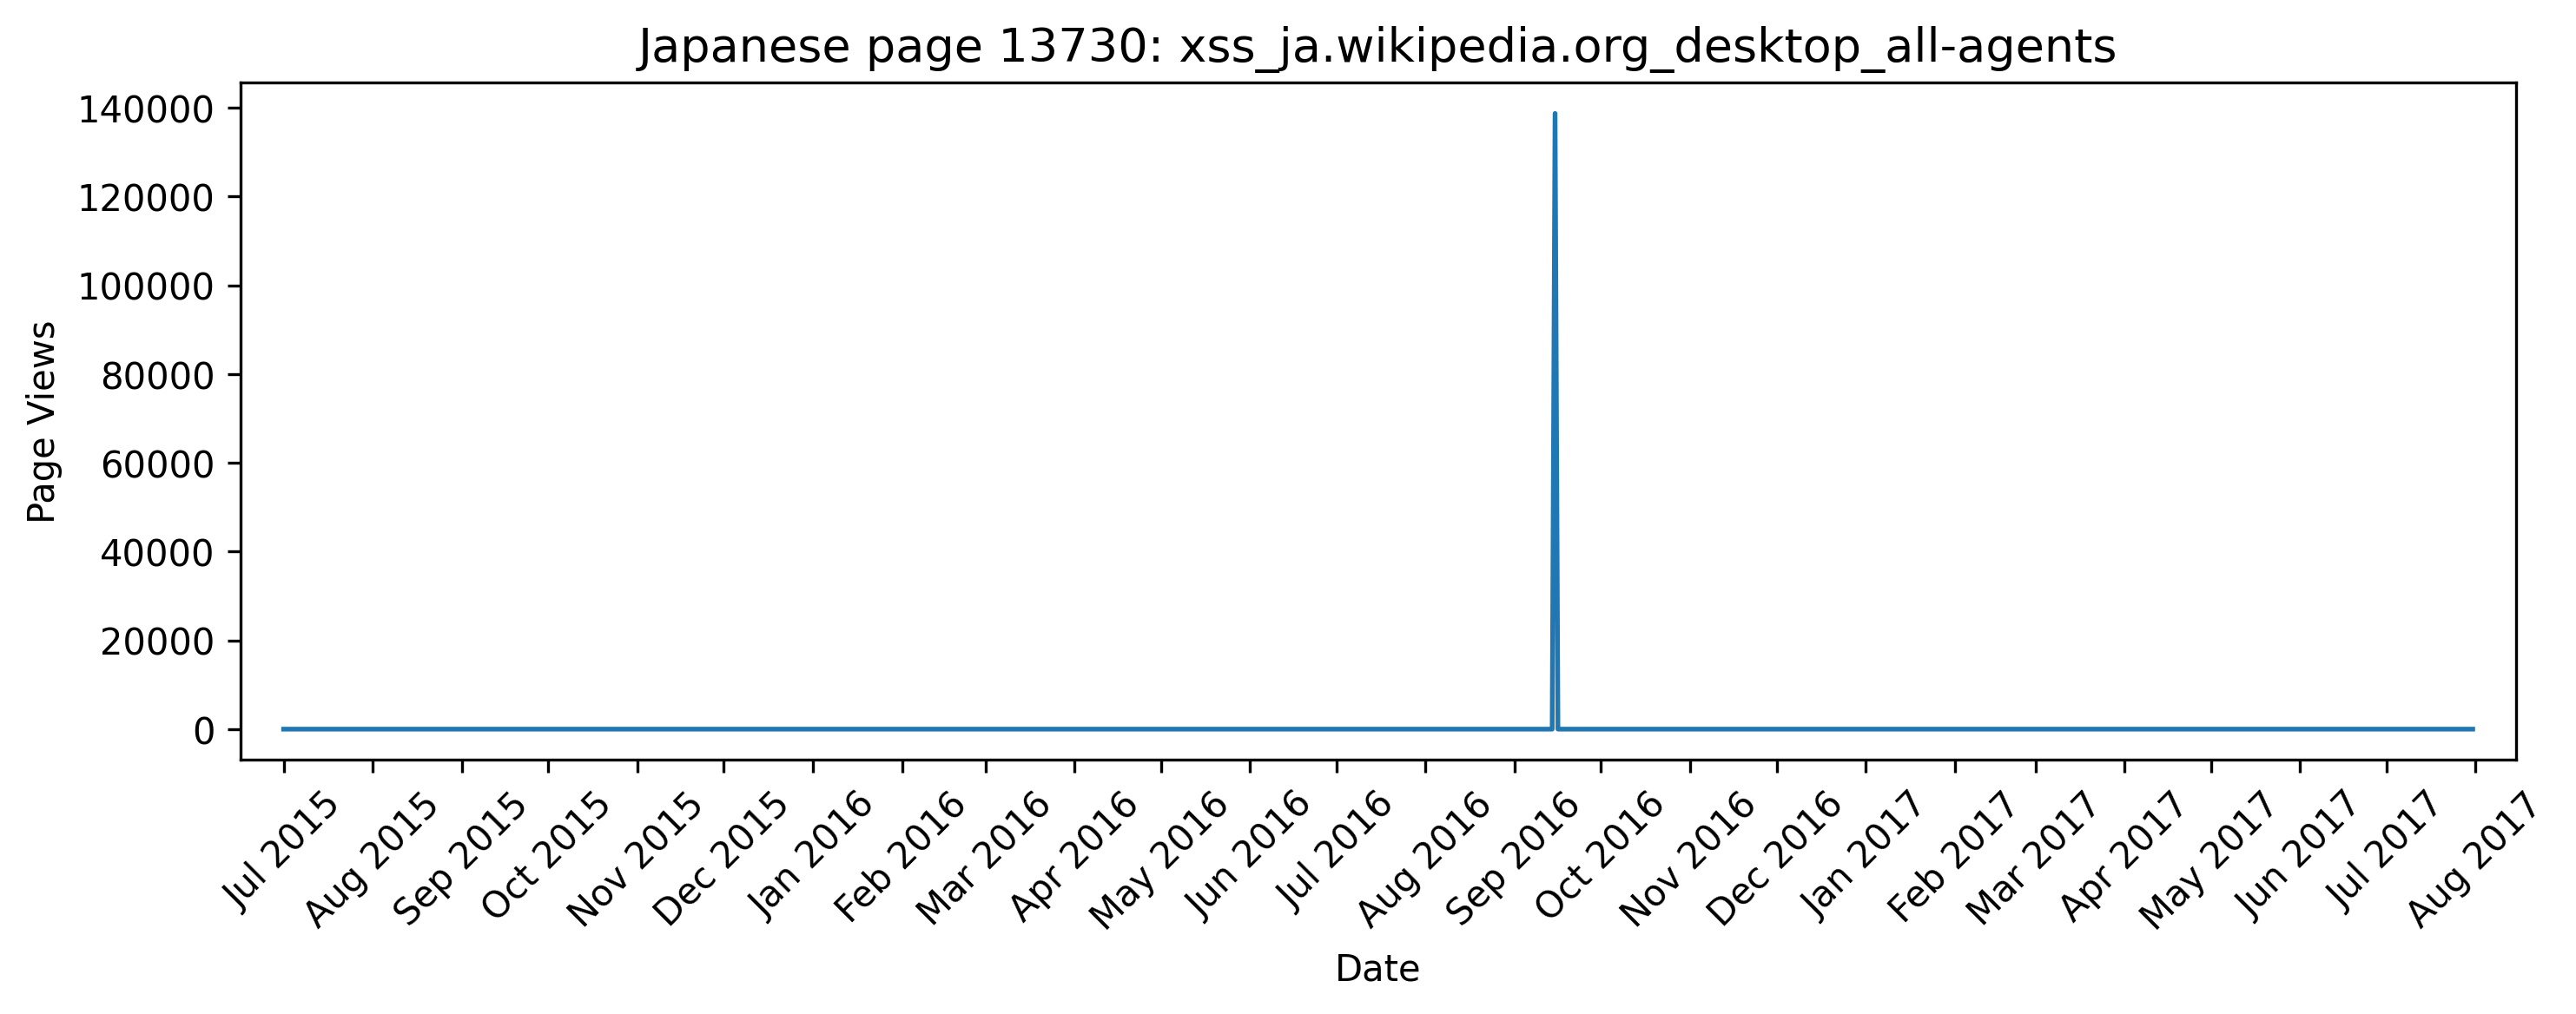 Japanese page 13730: xss_ja.wikipedia.org_desktop_all-agents
140000
120000
100000
80000
60000
40000
20000
0
Page Views
Jul 2015
Aug 2015
Sep 2015
Oct 2015
Nov 2015
Dec 2015
Jan 2016
Feb 2016
Mar 2016
Apr 2016
May 2016
Jun 2016
Jul 2016
Aug 2016
Sep 2016
Oct 2016
Nov 2016
Dec 2016
Jan 2017
Feb 2017
Mar 2017
Apr 2017
May 2017
Jun 2017
Jul 2017
Aug 2017
Date